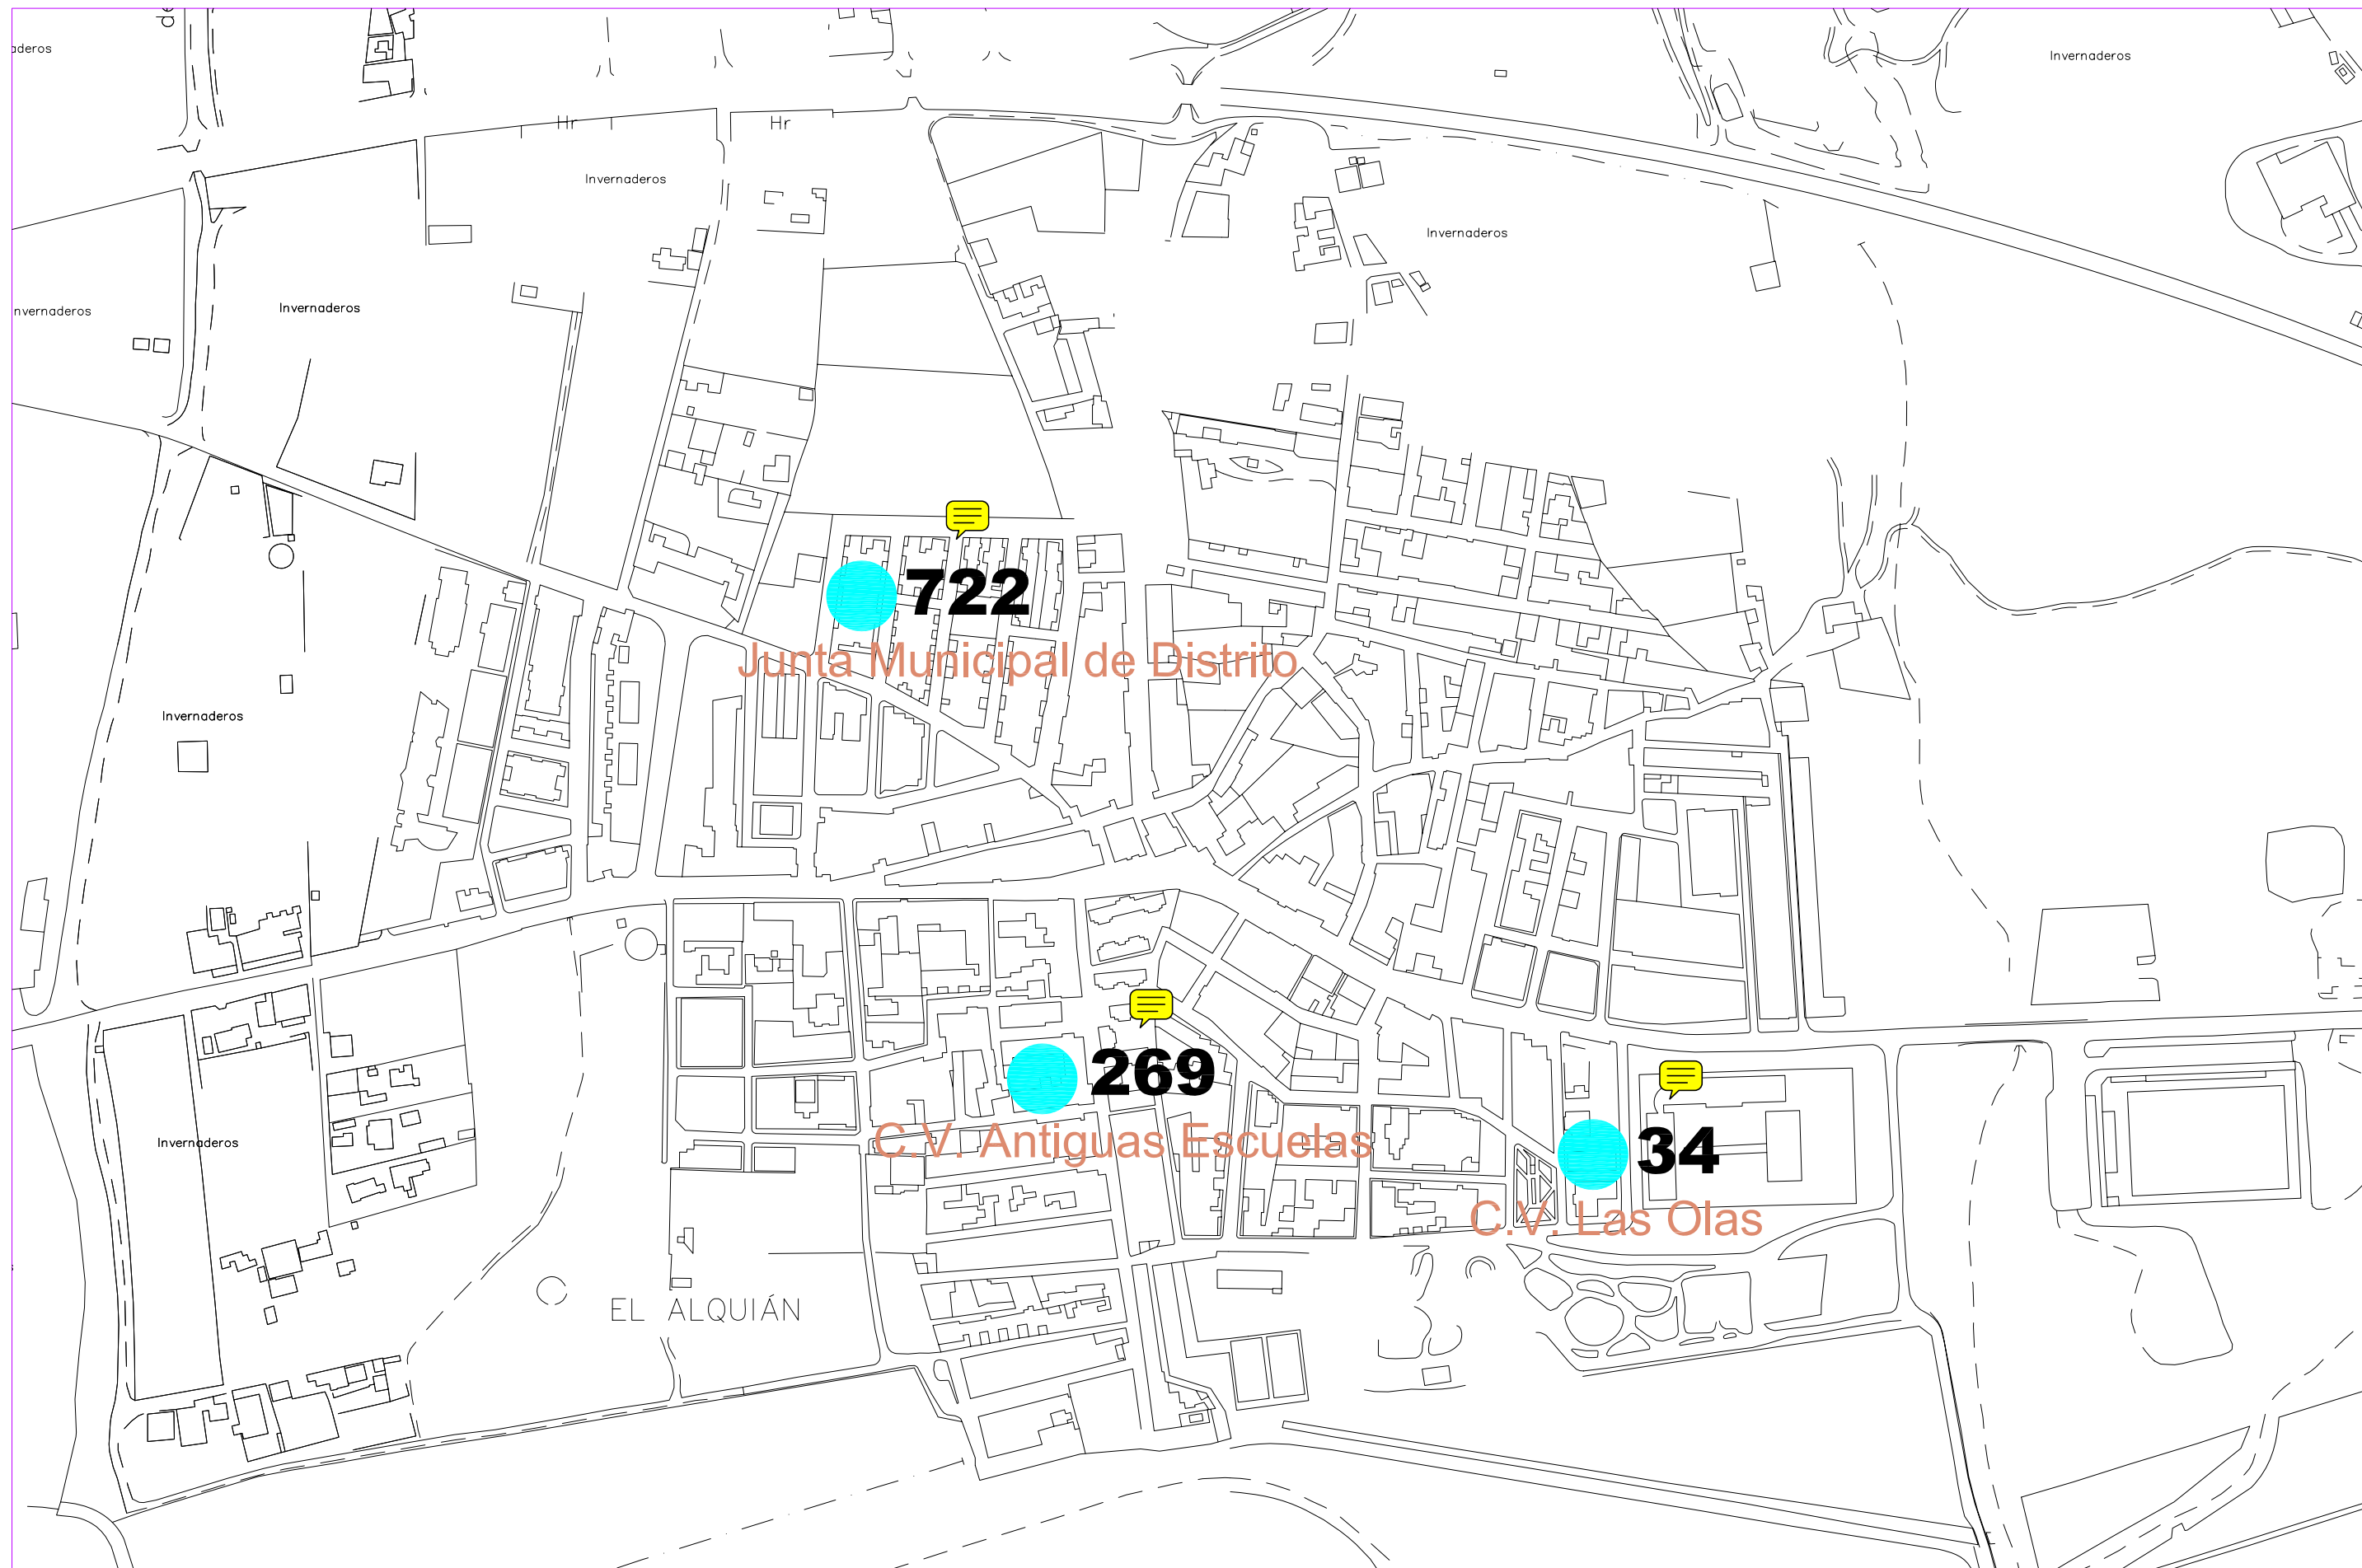 de
Invernaderos
Hr
Hr
Invernaderos
Invernaderos
Invernaderos
nvernaderos
722
Junta Municipal de Distrito
Invernaderos
269
34
C.V. Antiguas Escuelas
Invernaderos
C.V. Las Olas
EL ALQUIÁN